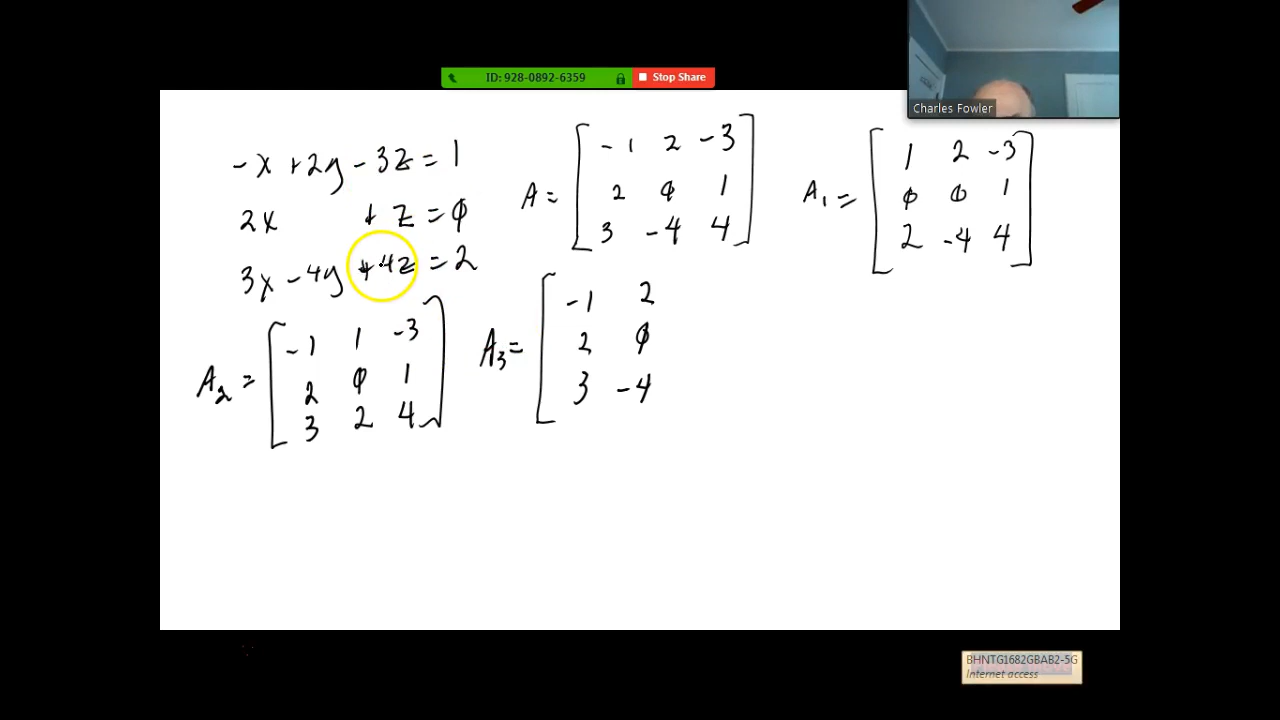 ID: 928-0892-6359 Stop Share
Charles Fowler
-x + 2y - 3z = 1
2x + z = 0
3x - 4y + 4z = 2
A = [ -1 2 -3
2 0 1
3 -4 4 ]
A₁ = [ 1 2 -3
0 0 1
2 -4 4 ]
A₂ = [ -1 1 -3
2 0 1
3 2 4 ]
A₃ = [ -1 2
2 0
3 -4
BHNTG1682GBAB2-5G
Internet access